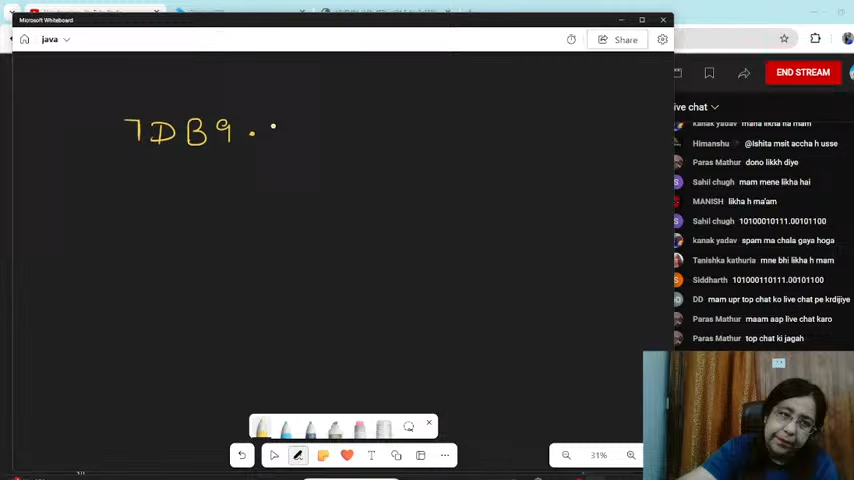 Microsoft Whiteboard
java
Share
7DB9.
END STREAM
live chat
kanak yadav mana likha na mam
Himanshu @Ishita msit accha h usse
Paras Mathur dono likkh diye
Sahil chugh mam mene likha hai
MANISH likha h ma'am
Sahil chugh 10100010111.00101100
kanak yadav spam ma chala gaya hoga
Tanishka kathuria mne bhi likha h mam
Siddharth 101000110111.00101100
DD mam upr top chat ko live chat pe krdijiye
Paras Mathur maam aap live chat karo
Paras Mathur top chat ki jagah
31%